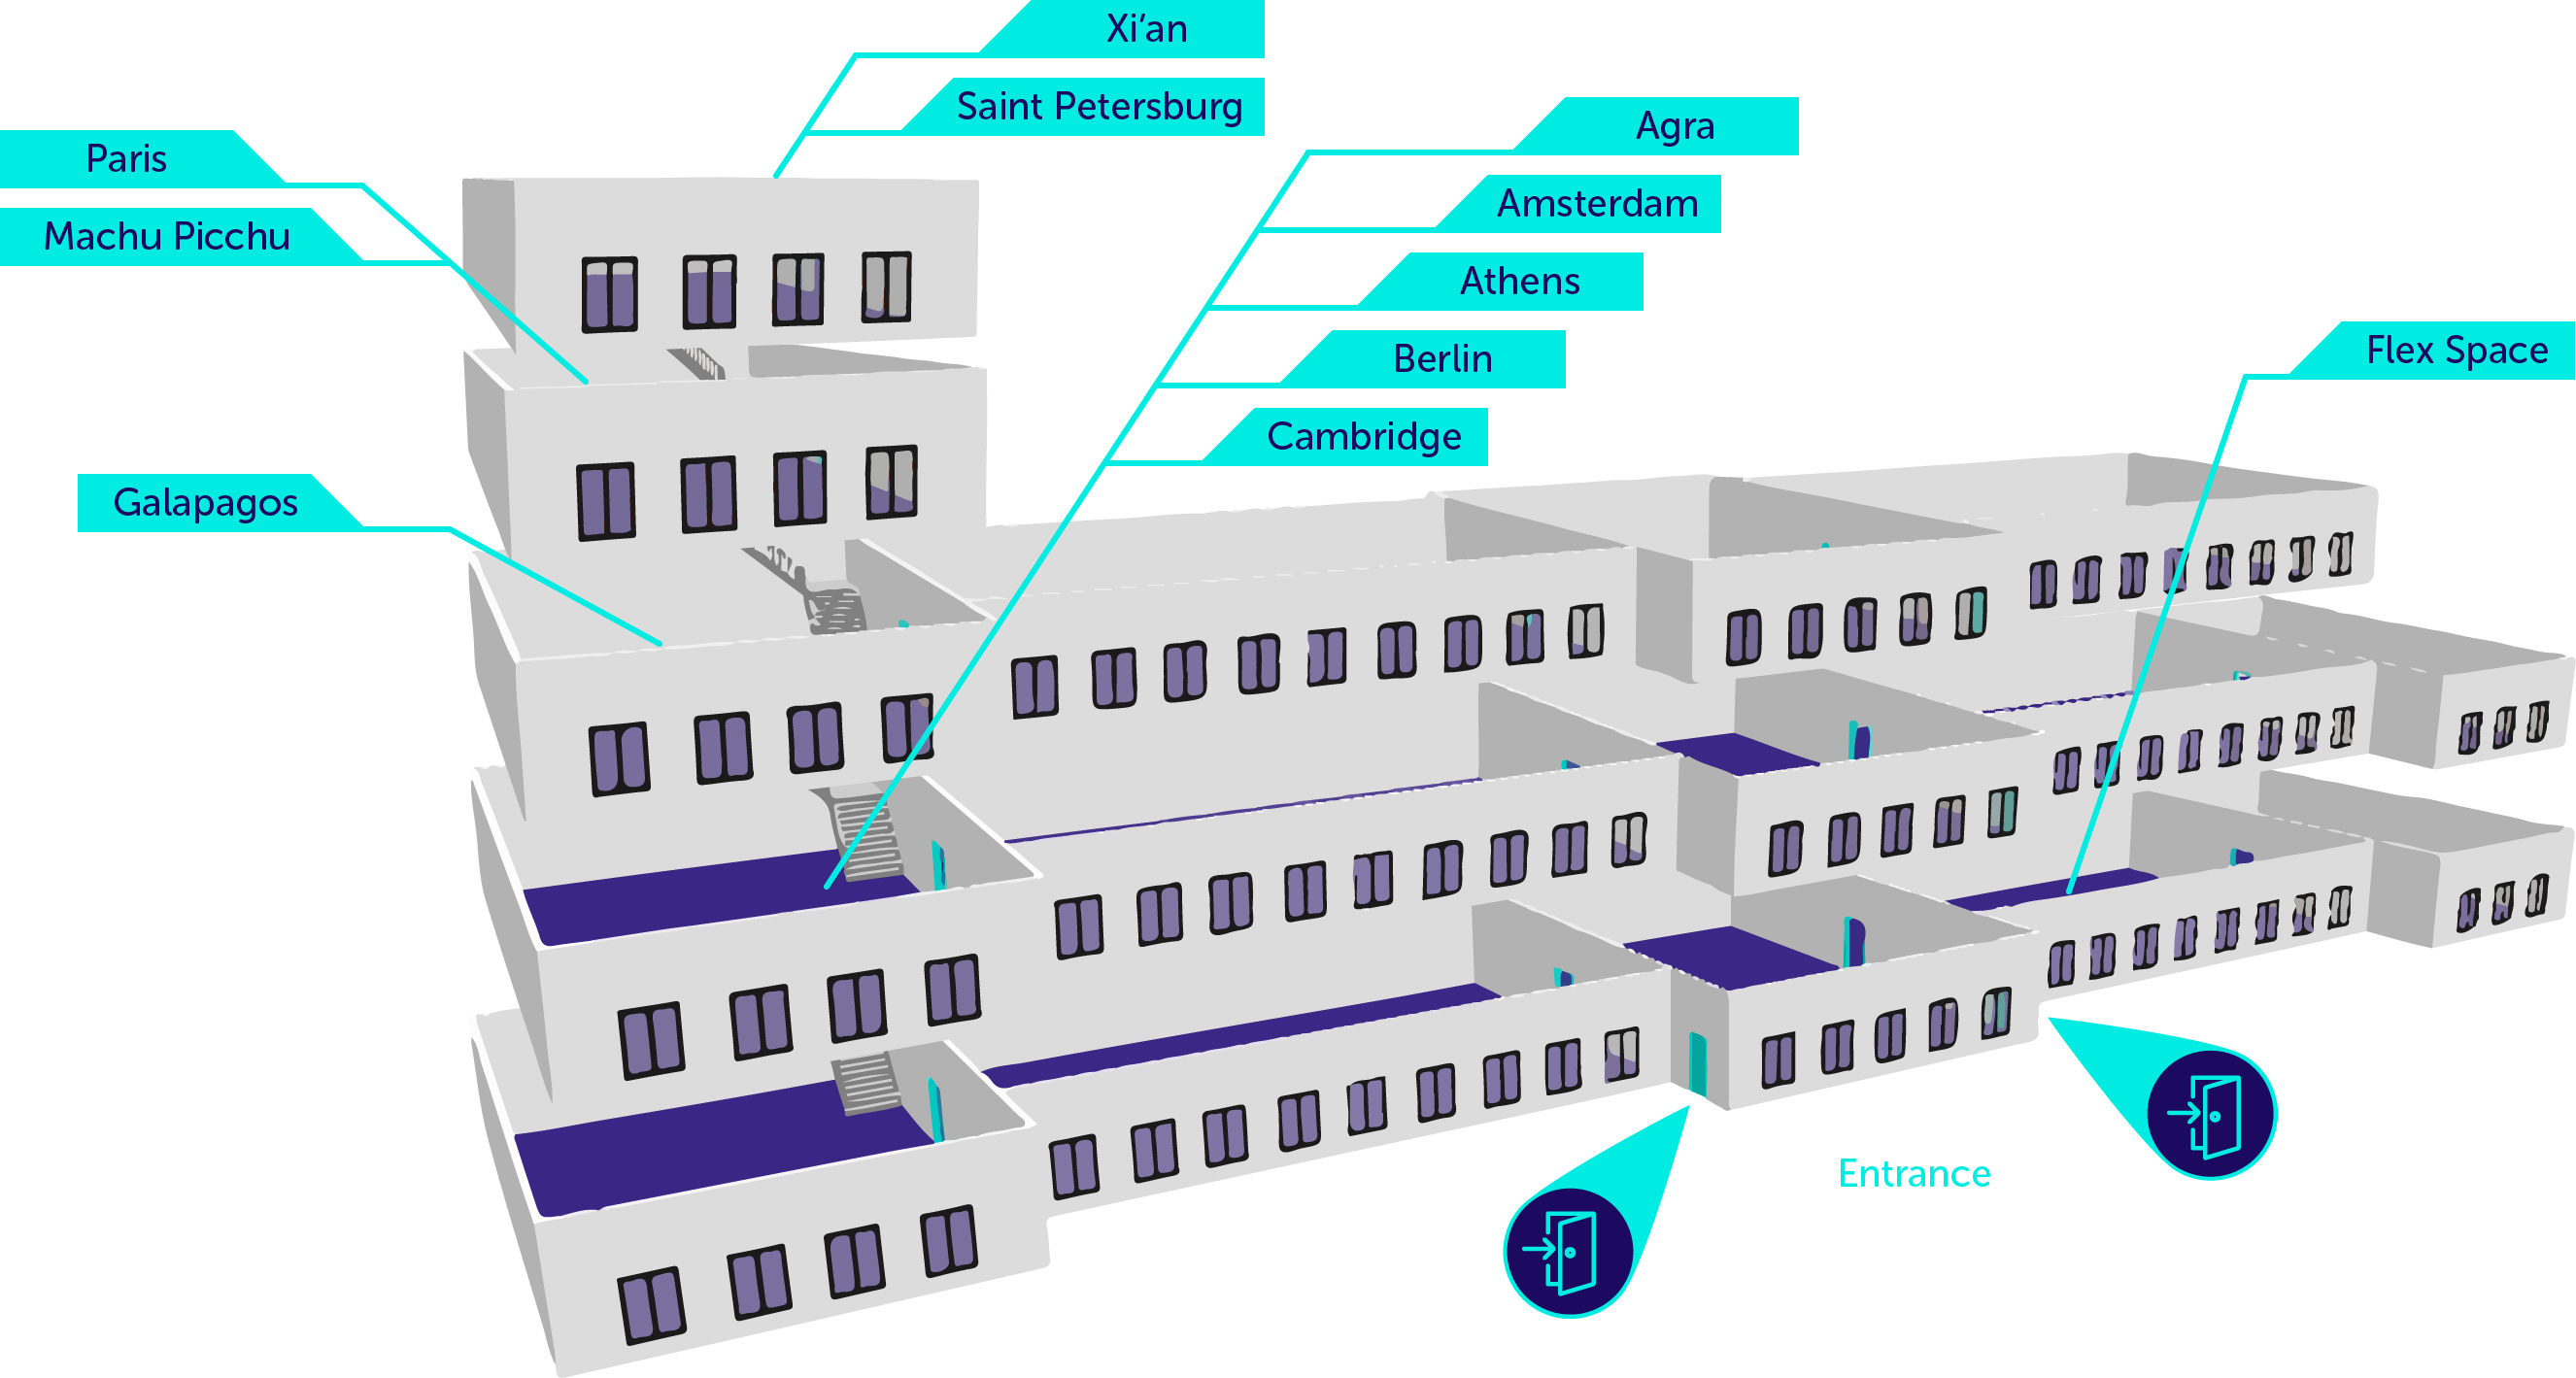 Xi’an
Saint Petersburg
Paris
Machu Picchu
Agra
Amsterdam
Athens
Berlin
Cambridge
Flex Space
Galapagos
Entrance